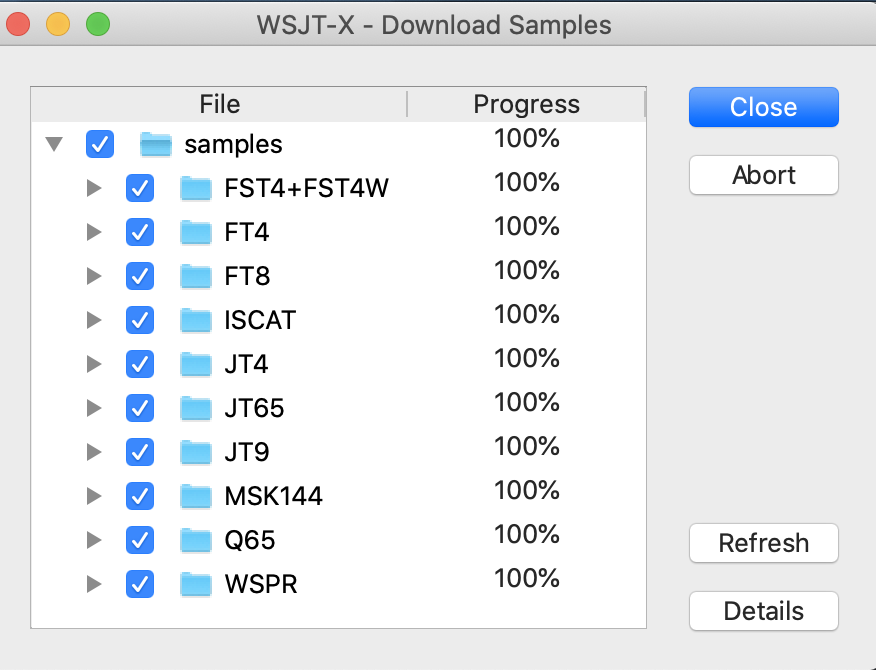 WSJT-X - Download Samples
File Progress
samples 100%
FST4+FST4W 100%
FT4 100%
FT8 100%
ISCAT 100%
JT4 100%
JT65 100%
JT9 100%
MSK144 100%
Q65 100%
WSPR 100%
Close
Abort
Refresh
Details